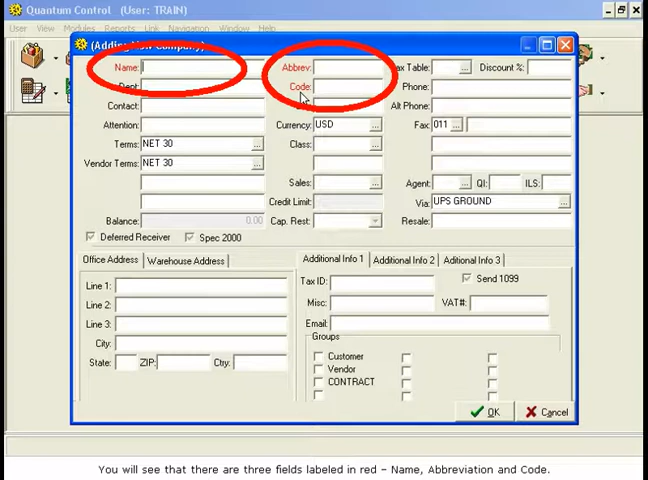 Quantum Control (User: TRAIN)
User View Modules Reports Link Navigation Window Help
(Adding New Company)
Name: Abbrev: Tax Table: ... Discount %:
Dept: Code: Phone:
Contact: Alt Phone:
Attention: Currency: USD ... Fax: 011 ...
Terms: NET 30 ... Class: ...
Vendor Terms: NET 30 ...
Sales: ... Agent: ... QI: ILS:
Credit Limit: Via: UPS GROUND ...
Balance: 0.00 Cap. Rest: Resale:
Deferred Receiver Spec 2000
Office Address Warehouse Address Additional Info 1 Additional Info 2 Aditional Info 3
Line 1: Tax ID: Send 1099
Line 2: Misc: VAT#:
Line 3: Email:
City: Groups
State: ZIP: Ctry: Customer
Vendor
CONTRACT
OK Cancel
You will see that there are three fields labeled in red – Name, Abbreviation and Code.